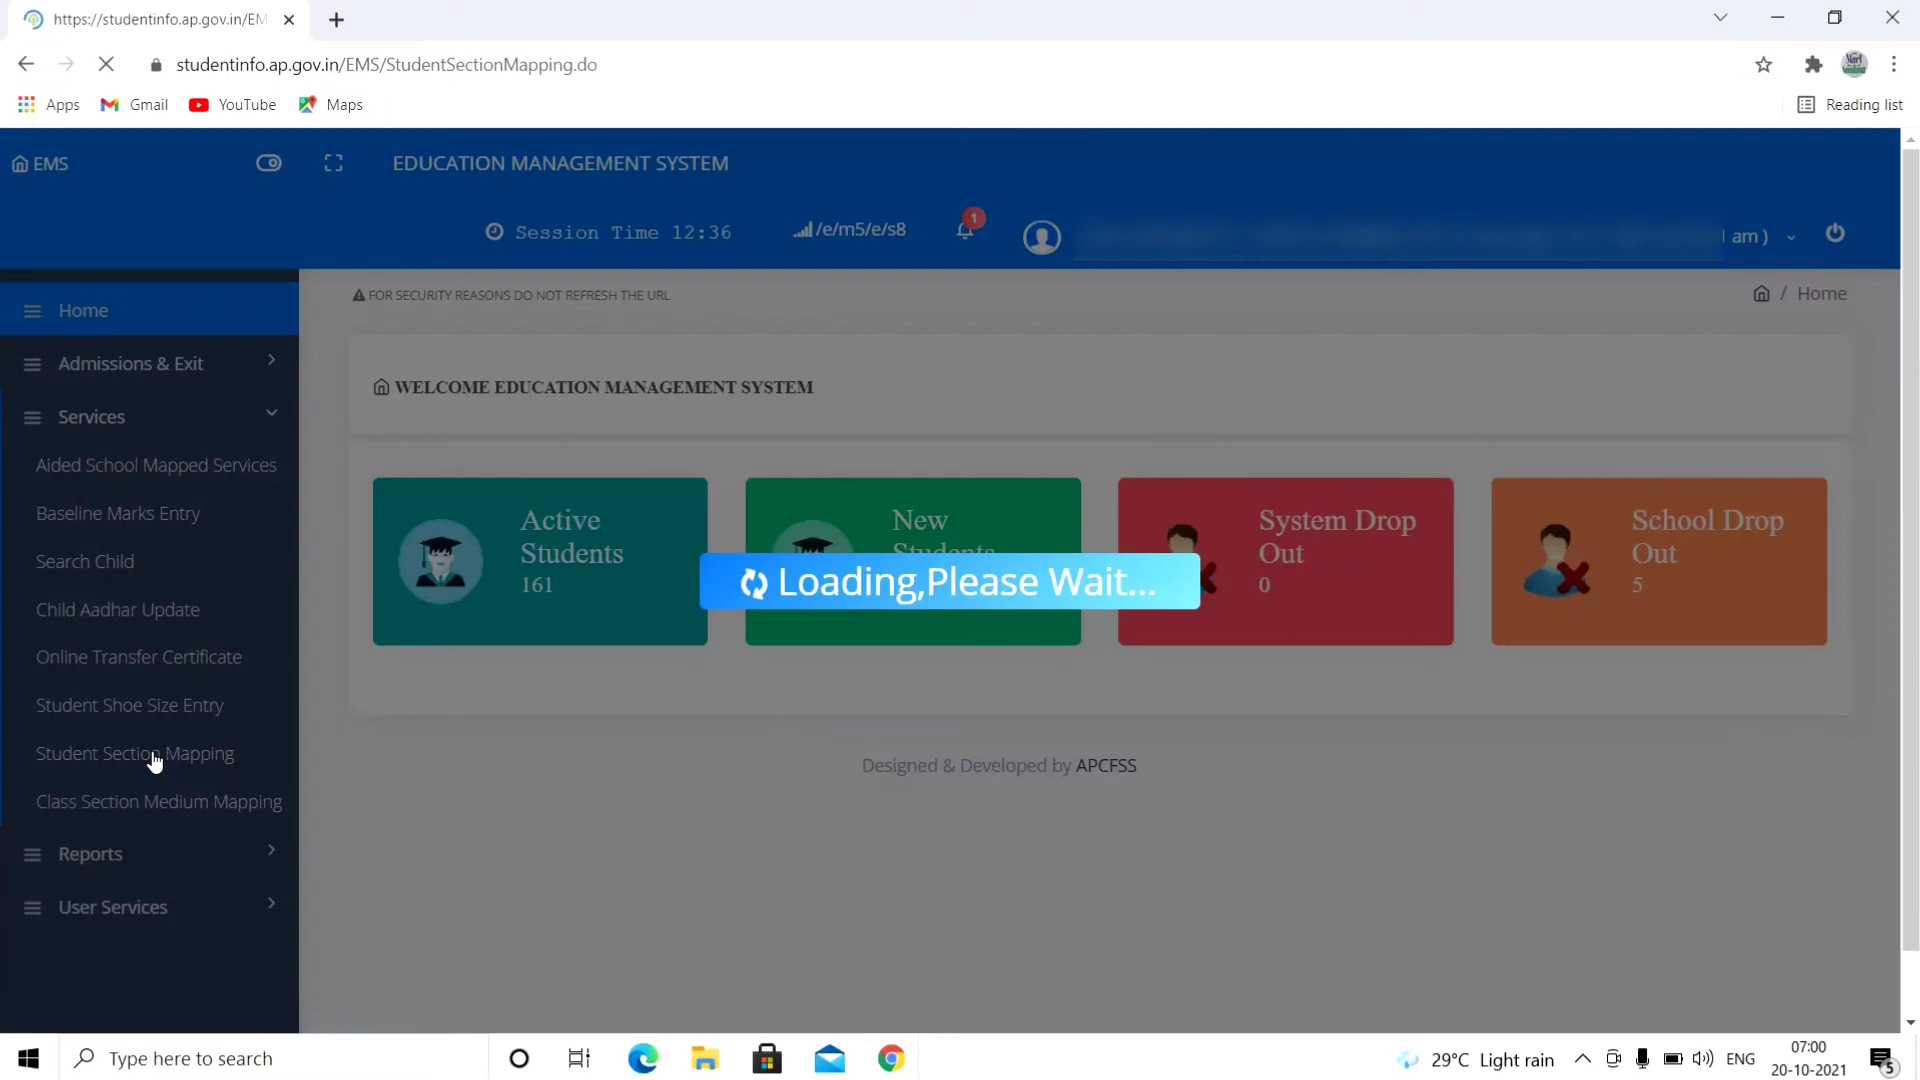 https://studentinfo.ap.gov.in/EM
studentinfo.ap.gov.in/EMS/StudentSectionMapping.do
Apps
Gmail
YouTube
Maps
Reading list
EMS
EDUCATION MANAGEMENT SYSTEM
Session Time 12:36
/e/m5/e/s8
1
am )
FOR SECURITY REASONS DO NOT REFRESH THE URL
/ Home
Home
Admissions & Exit
Services
Aided School Mapped Services
Baseline Marks Entry
Search Child
Child Aadhar Update
Online Transfer Certificate
Student Shoe Size Entry
Student Section Mapping
Class Section Medium Mapping
Reports
User Services
WELCOME EDUCATION MANAGEMENT SYSTEM
Active
Students
161
New
Students
System Drop
Out
0
School Drop
Out
5
Loading,Please Wait...
Designed & Developed by APCFSS
Type here to search
29°C Light rain
ENG
07:00
20-10-2021
5